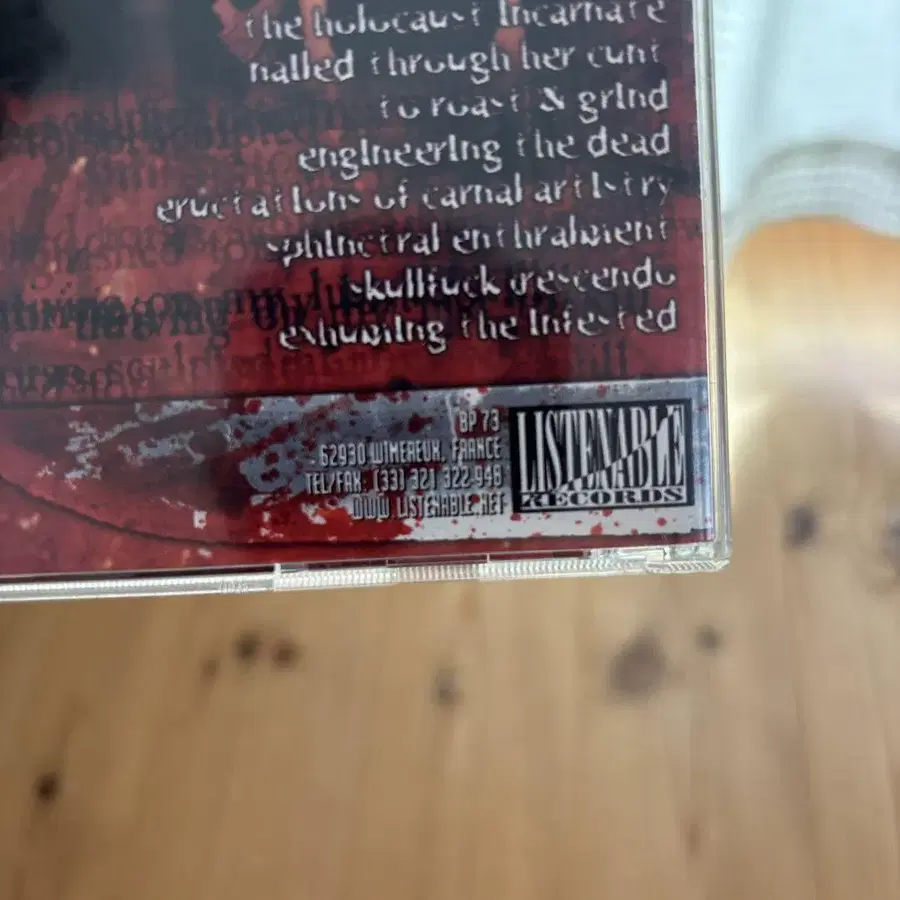 the holocaust incarnate
nailed through her cunt
to roast & grind
engineering the dead
eructations of carnal artistry
sphinctral enthralment
skullfuck crescendo
exhuming the infested
BP 73
62930 WIMEREUX, FRANCE
TEL/FAX: (33) 321 322-948
WWW.LISTENABLE.NET
LISTENABLE
RECORDS